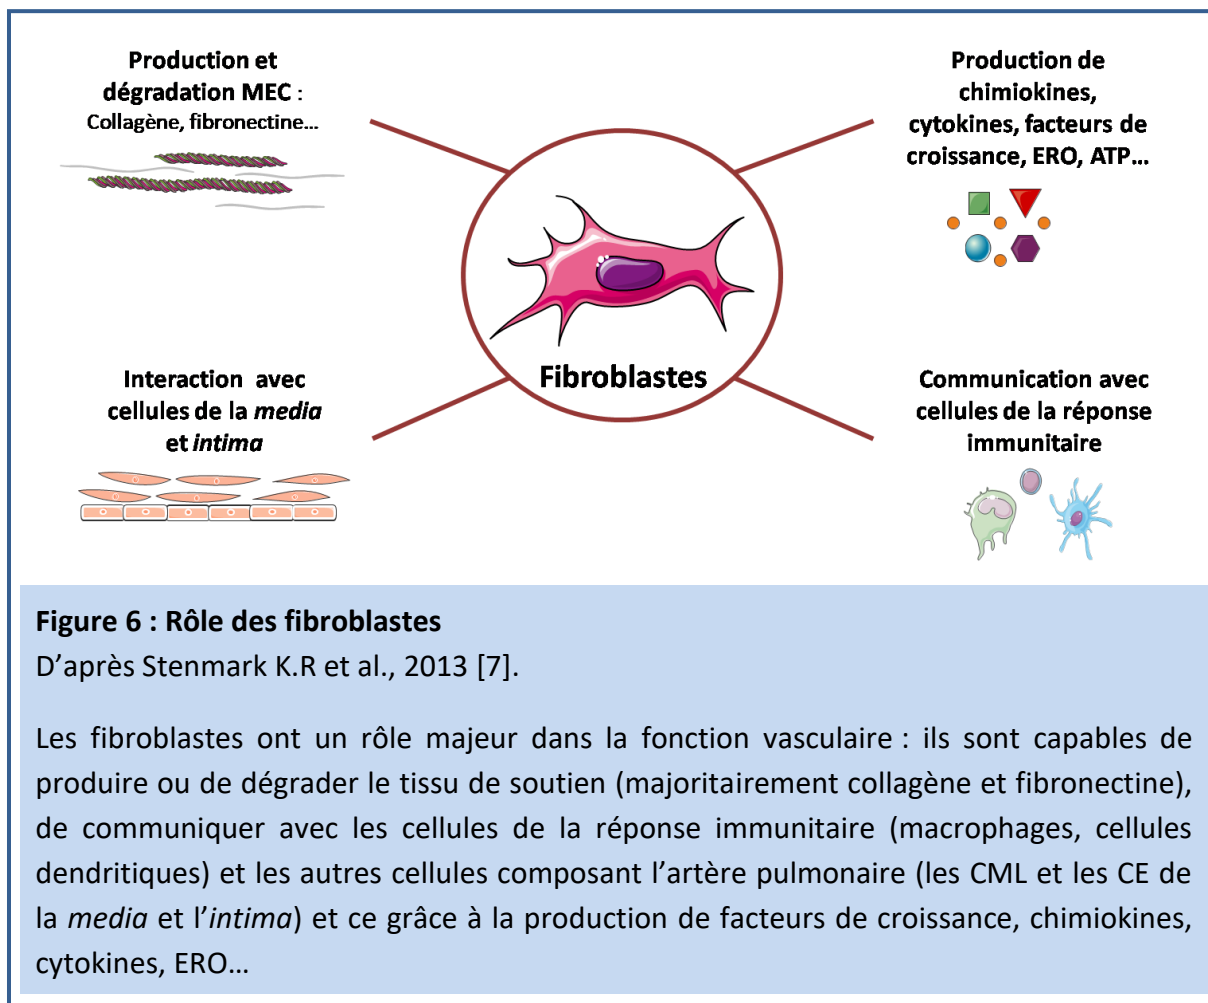 Production et
dégradation MEC :
Collagène, fibronectine…
Production de
chimiokines,
cytokines, facteurs de
croissance, ERO, ATP…
Fibroblastes
Interaction avec
cellules de la media
et intima
Communication avec
cellules de la réponse
immunitaire
Figure 6 : Rôle des fibroblastes
D’après Stenmark K.R et al., 2013 [7].
Les fibroblastes ont un rôle majeur dans la fonction vasculaire : ils sont capables de
produire ou de dégrader le tissu de soutien (majoritairement collagène et fibronectine),
de communiquer avec les cellules de la réponse immunitaire (macrophages, cellules
dendritiques) et les autres cellules composant l’artère pulmonaire (les CML et les CE de
la media et l’intima) et ce grâce à la production de facteurs de croissance, chimiokines,
cytokines, ERO…